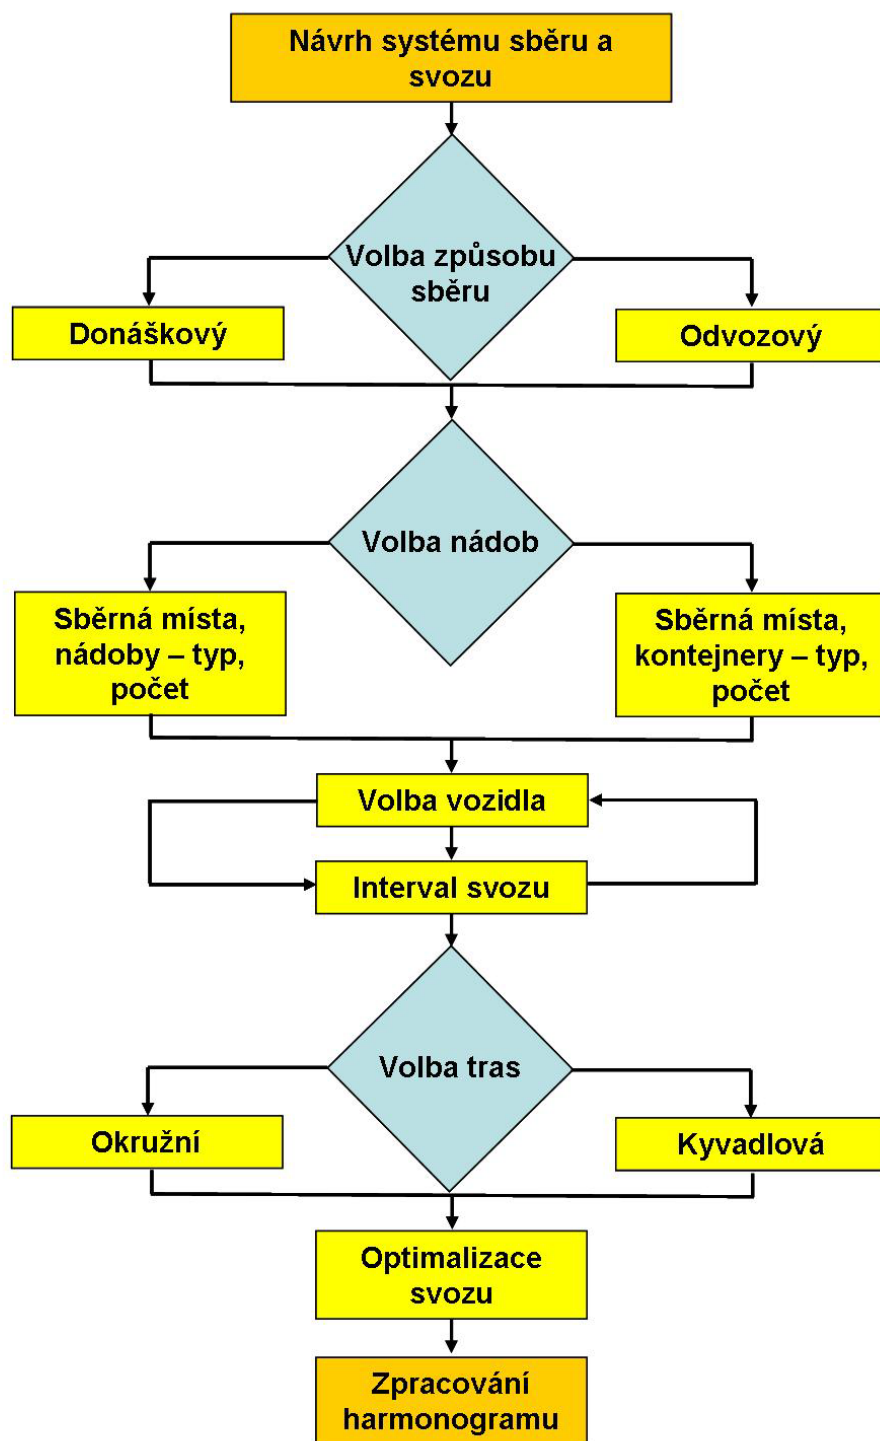 Návrh systému sběru a
svozu
Volba způsobu
sběru
Donáškový
Odvozový
Volba nádob
Sběrná místa,
nádoby – typ,
počet
Sběrná místa,
kontejnery – typ,
počet
Volba vozidla
Interval svozu
Volba tras
Okružní
Kyvadlová
Optimalizace
svozu
Zpracování
harmonogramu